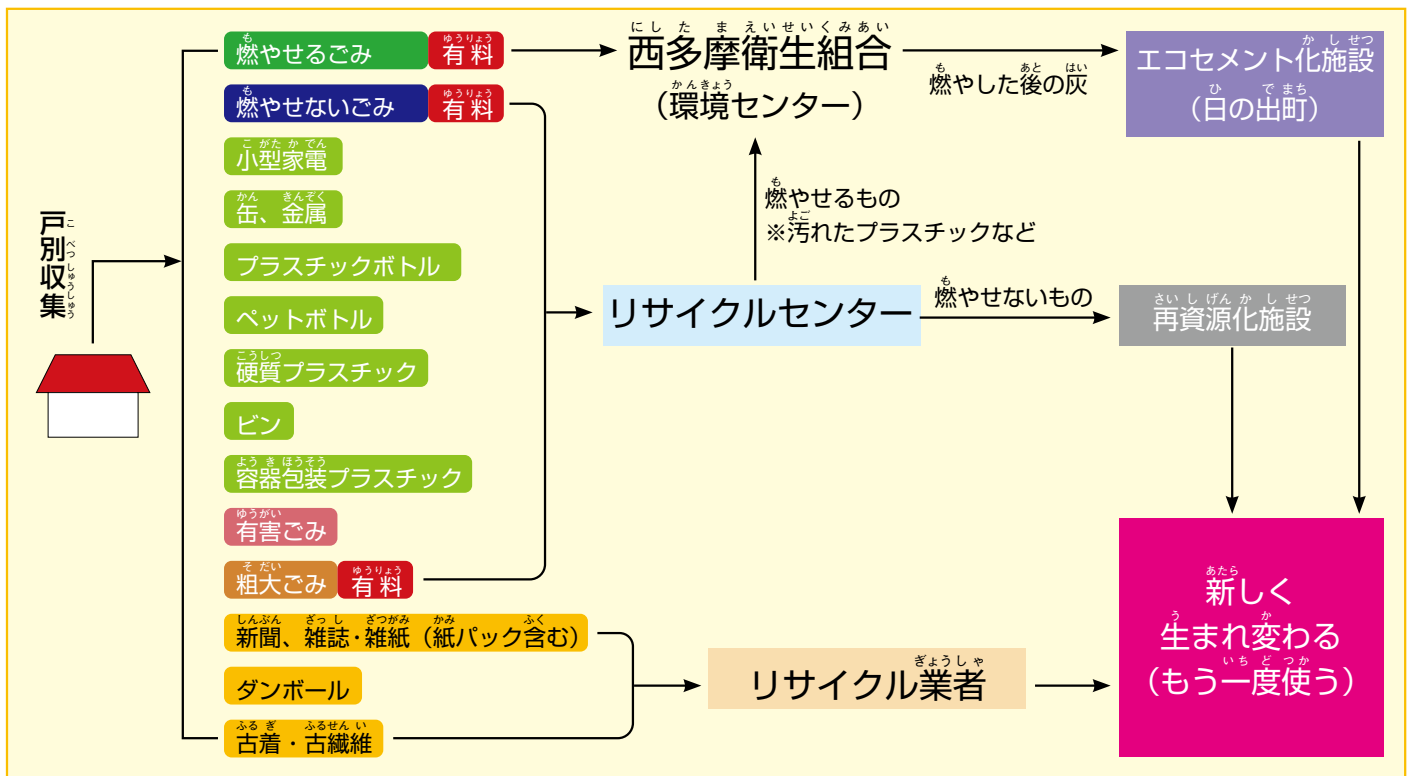 戸別収集
燃やせるごみ 有料
燃やせないごみ 有料
小型家電
缶、金属
プラスチックボトル
ペットボトル
硬質プラスチック
ビン
容器包装プラスチック
有害ごみ
粗大ごみ 有料
新聞、雑誌・雑紙（紙パック含む）
ダンボール
古着・古繊維
西多摩衛生組合
（環境センター）
燃やした後の灰
エコセメント化施設
（日の出町）
燃やせるもの
※汚れたプラスチックなど
リサイクルセンター
燃やせないもの
再資源化施設
リサイクル業者
新しく
生まれ変わる
（もう一度使う）